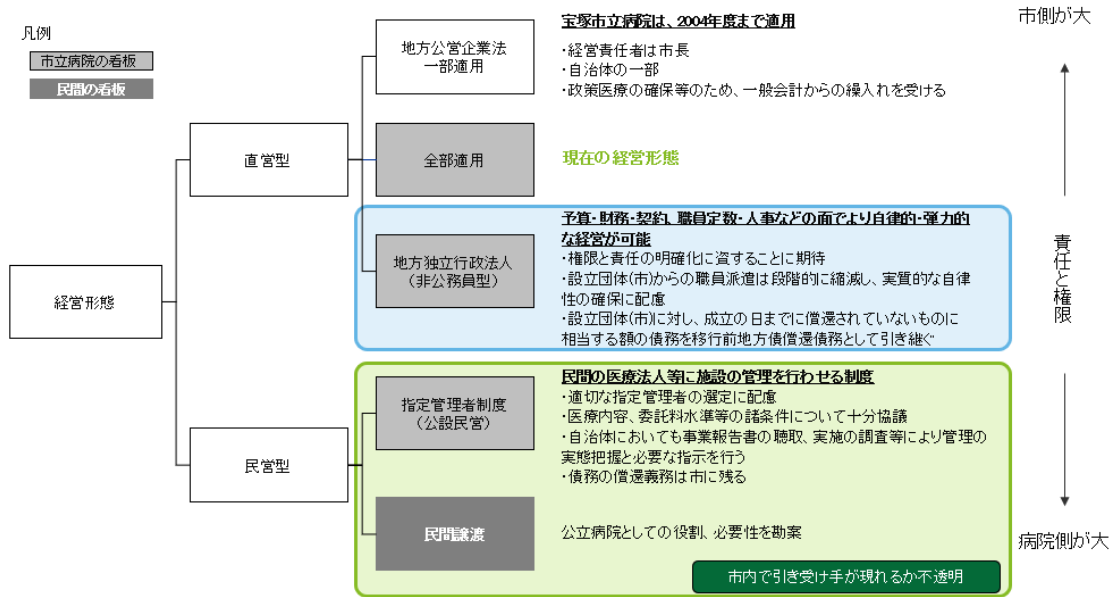 凡例
市立病院の看板
民間の看板
経営形態
直営型
民営型
地方公営企業法
一部適用
宝塚市立病院は、2004年度まで適用
・経営責任者は市長
・自治体の一部
・政策医療の確保等のため、一般会計からの繰入れを受ける
全部適用
現在の経営形態
地方独立行政法人
（非公務員型）
予算・財務・契約、職員定数・人事などの面でより自律的・弾力的
な経営が可能
・権限と責任の明確化に資することに期待
・設立団体(市)からの職員派遣は段階的に縮減し、実質的な自律
性の確保に配慮
・設立団体(市)に対し、成立の日までに償還されていないものに
相当する額の債務を移行前地方債償還債務として引き継ぐ
指定管理者制度
（公設民営）
民間の医療法人等に施設の管理を行わせる制度
・適切な指定管理者の選定に配慮
・医療内容、委託料水準等の諸条件について十分協議
・自治体においても事業報告書の聴取、実施の調査等により管理の
実態把握と必要な指示を行う
・債務の償還義務は市に残る
民間譲渡
公立病院としての役割、必要性を勘案
市内で引き受け手が現れるか不透明
市側が大
責任と権限
病院側が大